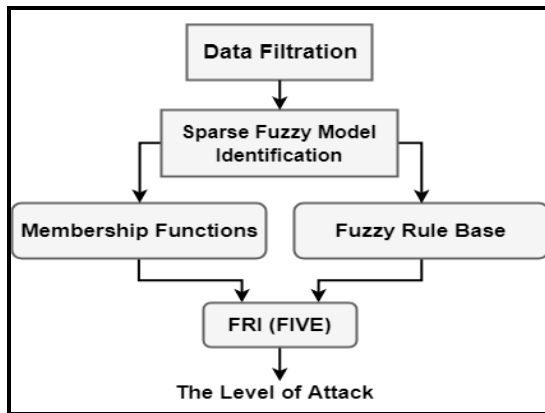 Data Filtration
Sparse Fuzzy Model
Identification
Membership Functions
Fuzzy Rule Base
FRI (FIVE)
The Level of Attack